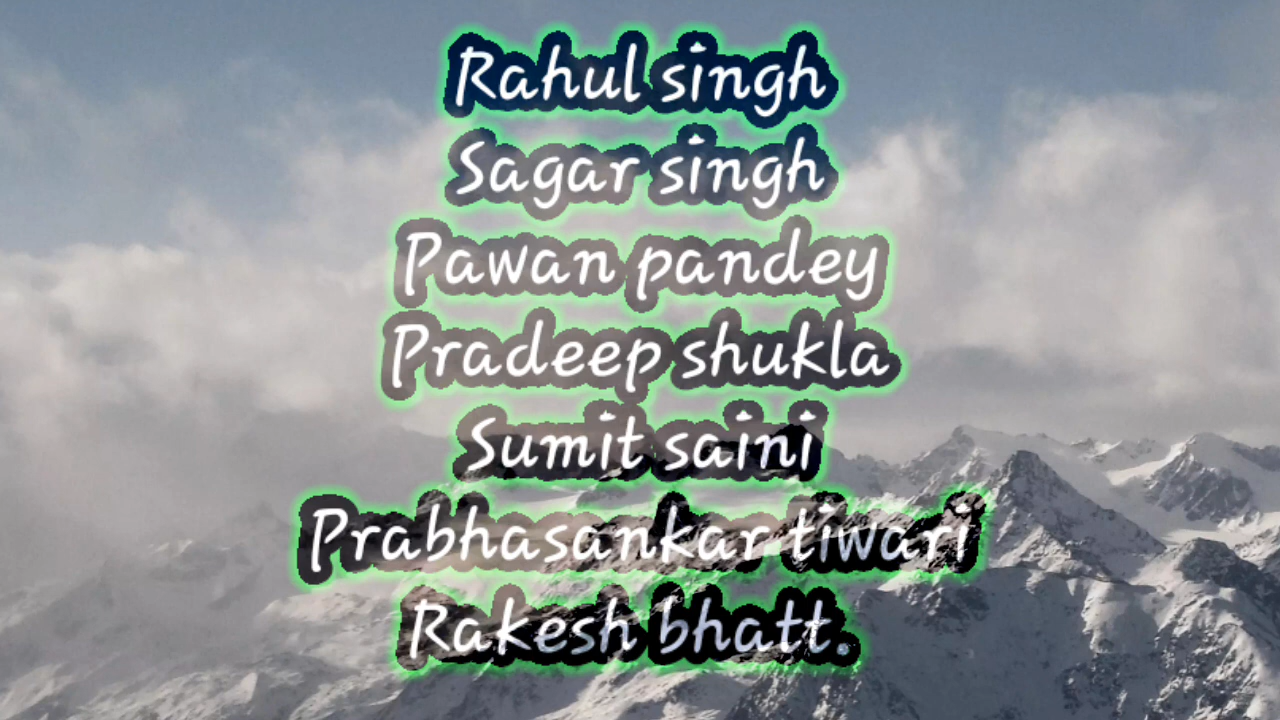 Rahul singh
Sagar singh
Pawan pandey
Pradeep shukla
Sumit saini
Prabhasankar tiwari
Rakesh bhatt.